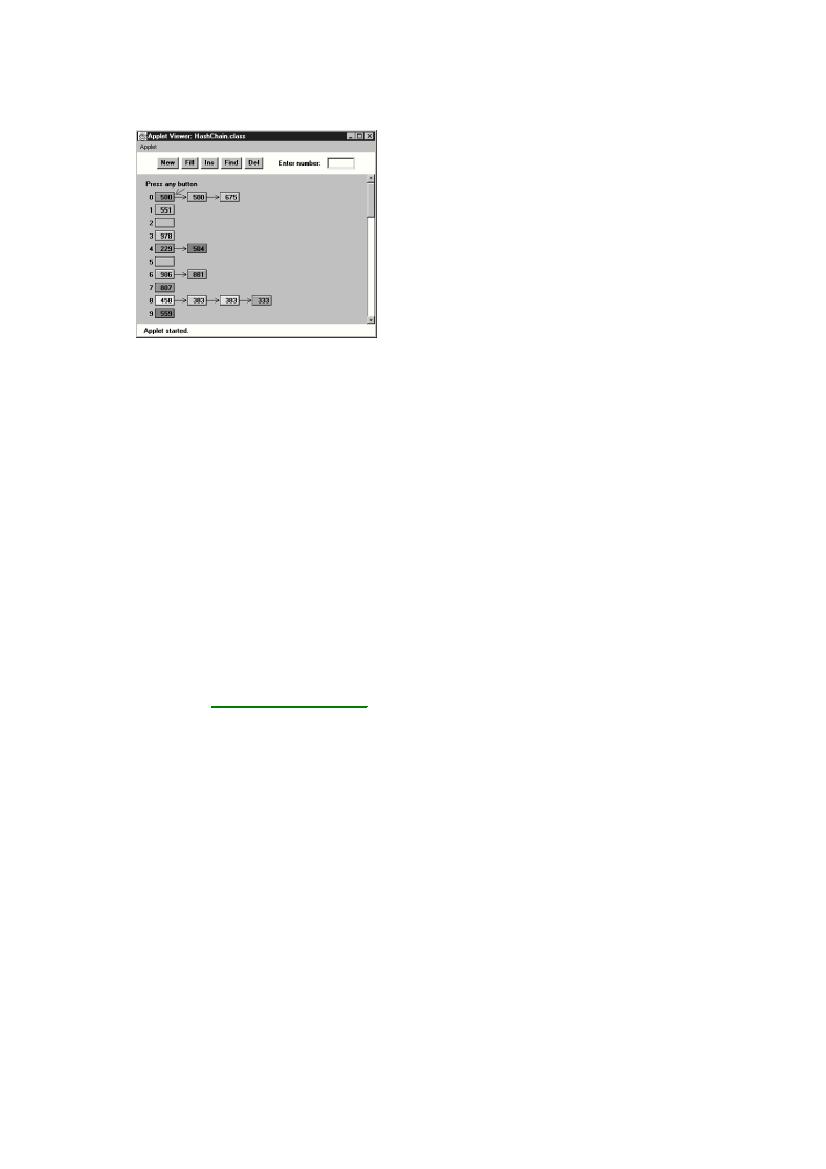 Applet Viewer: HashChain.class
Applet
New Fill Ins Find Del Enter number:
Press any button
0 500 500 675
1 551
2
3 978
4 229 504
5
6 906 881
7 807
8 458 383 383 333
9 559
Applet started.